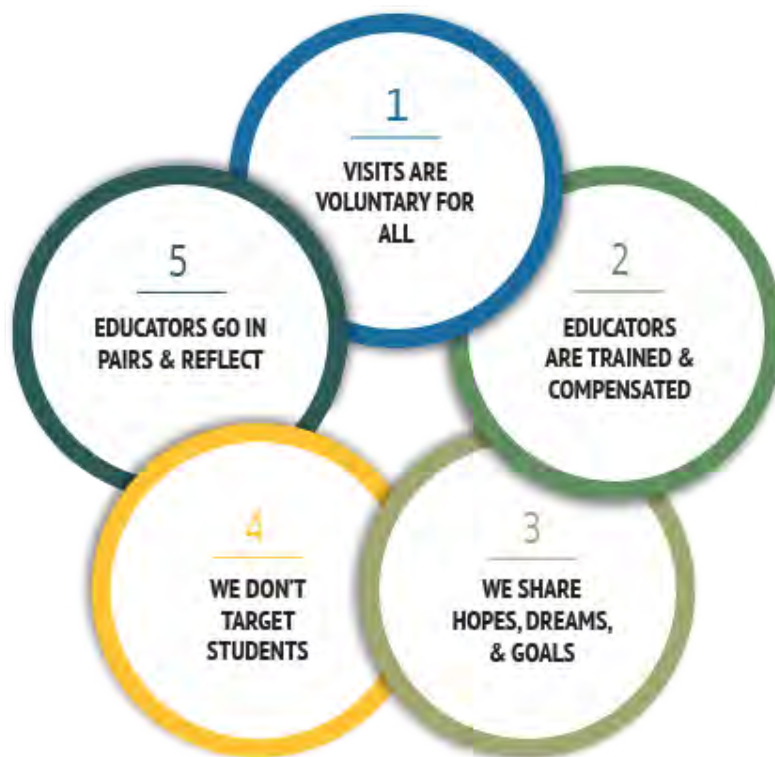 1
VISITS ARE
VOLUNTARY FOR
ALL
2
EDUCATORS
ARE TRAINED &
COMPENSATED
3
WE SHARE
HOPES, DREAMS,
& GOALS
4
WE DON'T
TARGET
STUDENTS
5
EDUCATORS GO IN
PAIRS & REFLECT